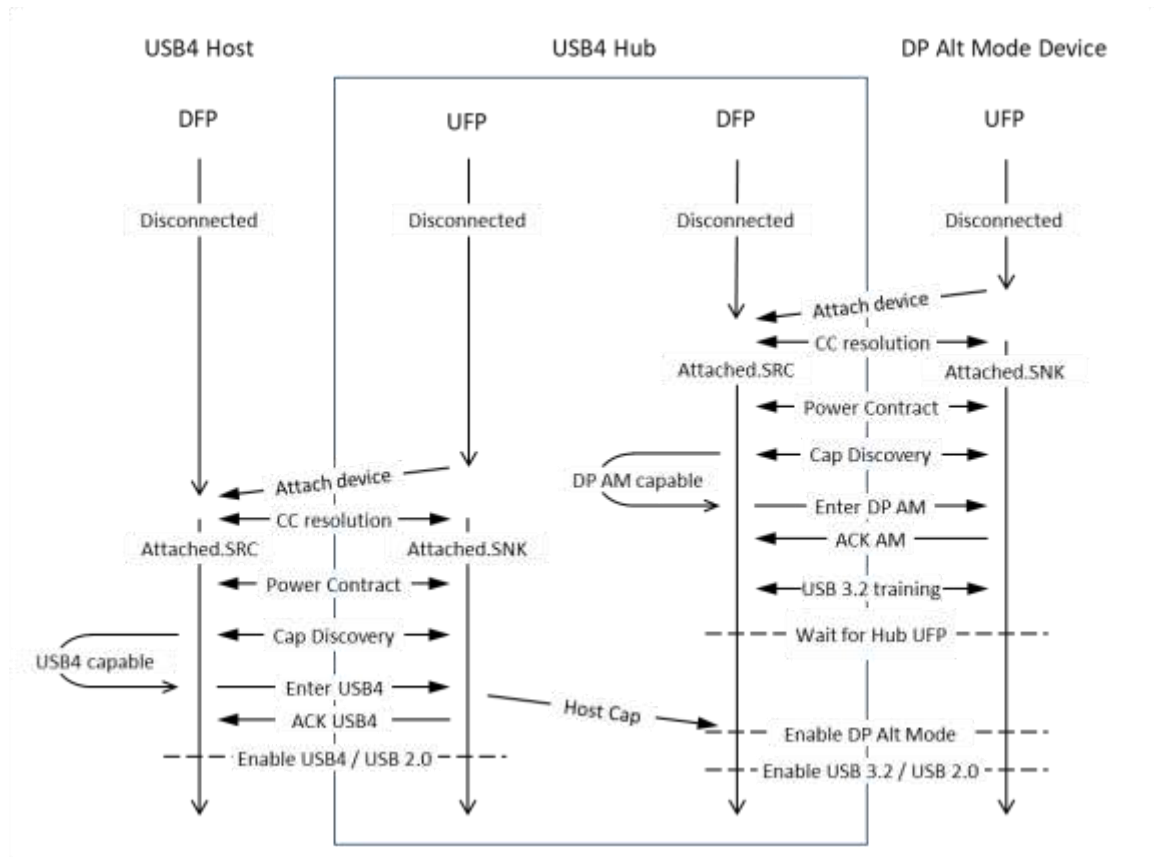 USB4 Host USB4 Hub DP Alt Mode Device
DFP UFP DFP UFP
Disconnected Disconnected Disconnected Disconnected
Attach device
CC resolution
Attached.SRC Attached.SNK
Power Contract
Cap Discovery
DP AM capable
Attach device
Enter DP AM
CC resolution
ACK AM
Attached.SRC Attached.SNK
Power Contract
USB 3.2 training
Cap Discovery
Wait for Hub UFP
USB4 capable
Enter USB4
Host Cap
ACK USB4
Enable DP Alt Mode
Enable USB4 / USB 2.0
Enable USB 3.2 / USB 2.0